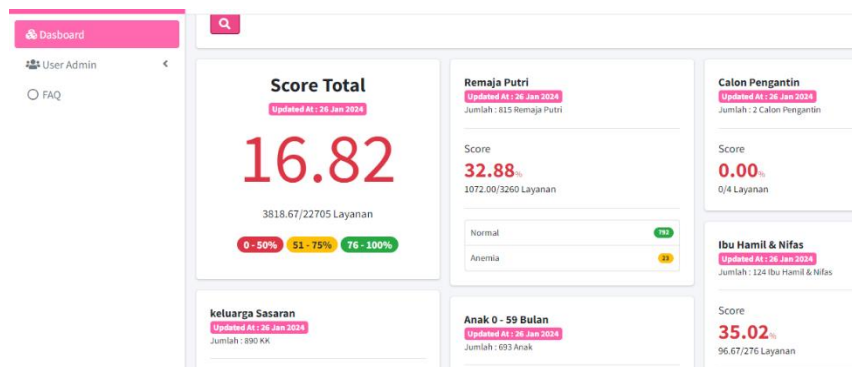 Dasboard
User Admin
FAQ
Score Total
Updated At : 26 Jan 2024
16.82
3818.67/22705 Layanan
0 - 50% 51 - 75% 76 - 100%
keluarga Sasaran
Updated At : 26 Jan 2024
Jumlah : 890 KK
Remaja Putri
Updated At : 26 Jan 2024
Jumlah : 815 Remaja Putri
Score
32.88%
1072.00/3260 Layanan
Normal 792
Anemia 23
Anak 0 - 59 Bulan
Updated At : 26 Jan 2024
Jumlah : 693 Anak
Calon Pengantin
Updated At : 26 Jan 2024
Jumlah : 2 Calon Pengantin
Score
0.00%
0/4 Layanan
Ibu Hamil & Nifas
Updated At : 26 Jan 2024
Jumlah : 124 Ibu Hamil & Nifas
Score
35.02%
96.67/276 Layanan